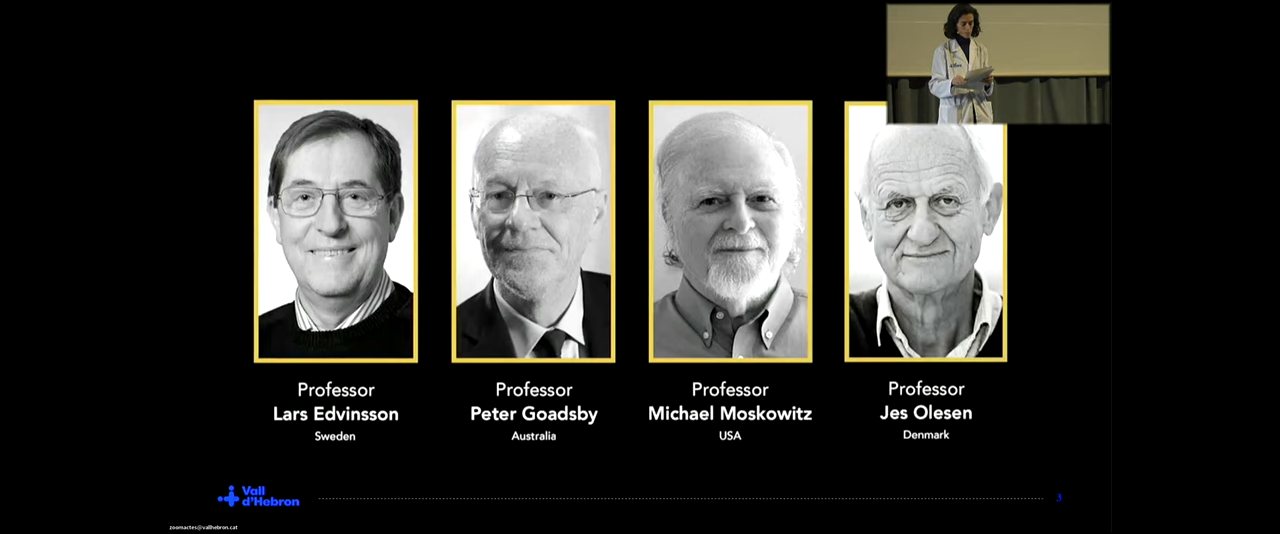 Professor
Lars Edvinsson
Sweden
Professor
Peter Goadsby
Australia
Professor
Michael Moskowitz
USA
Professor
Jes Olesen
Denmark
Vall
d'Hebron
3
zoomactes@vallhebron.cat